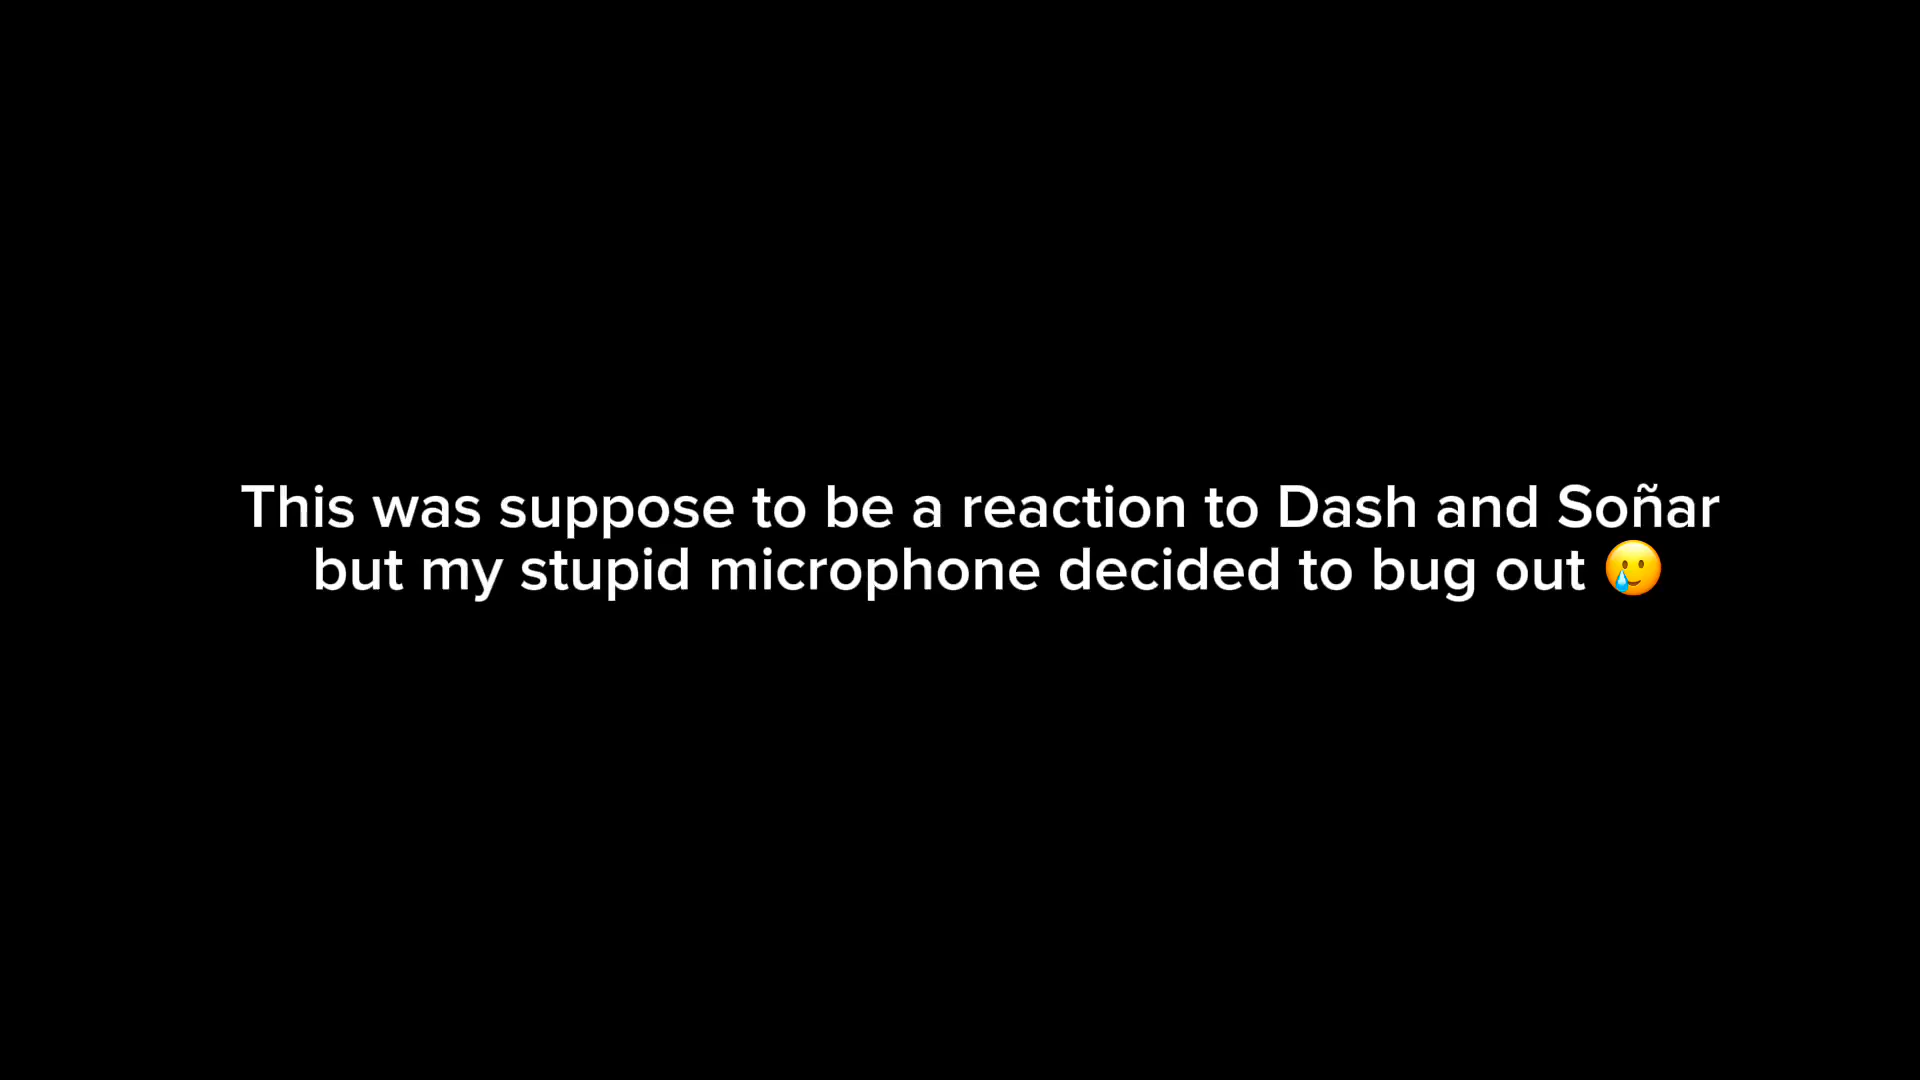 This was suppose to be a reaction to Dash and Soñar
but my stupid microphone decided to bug out 🥲